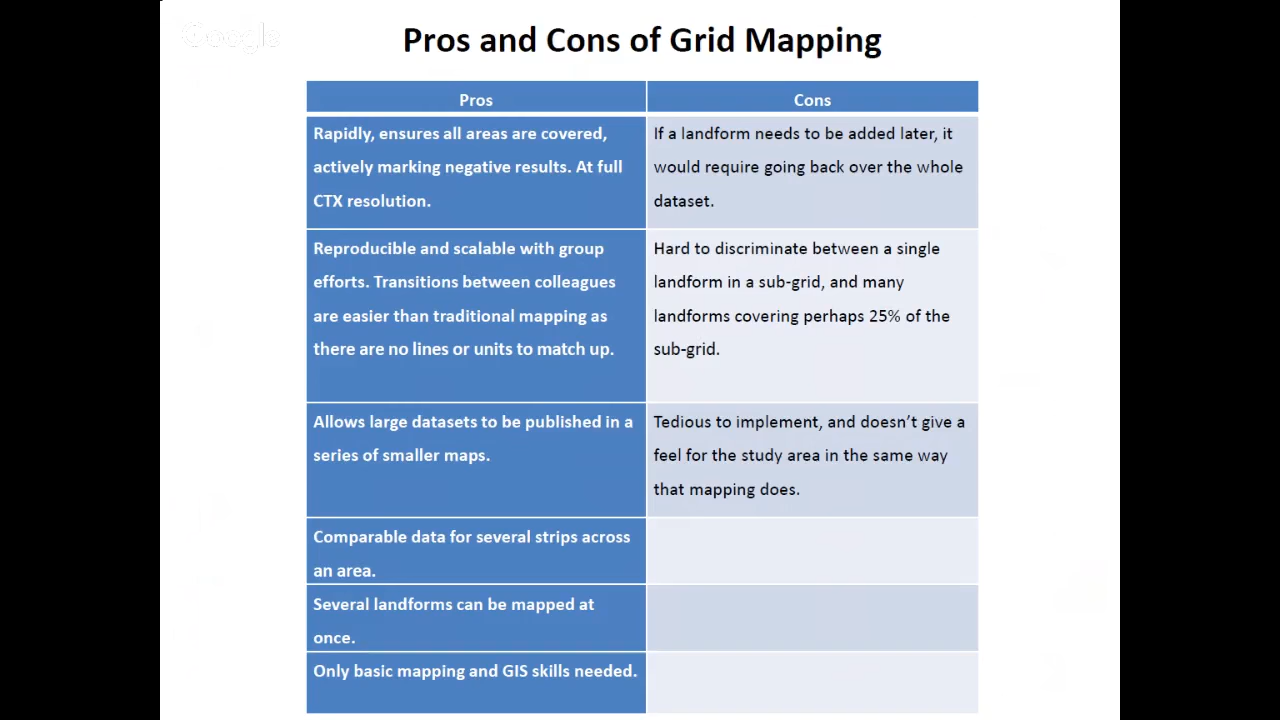 Google
Pros and Cons of Grid Mapping
Pros
Cons
Rapidly, ensures all areas are covered,
actively marking negative results. At full
CTX resolution.
If a landform needs to be added later, it
would require going back over the whole
dataset.
Reproducible and scalable with group
efforts. Transitions between colleagues
are easier than traditional mapping as
there are no lines or units to match up.
Hard to discriminate between a single
landform in a sub-grid, and many
landforms covering perhaps 25% of the
sub-grid.
Allows large datasets to be published in a
series of smaller maps.
Tedious to implement, and doesn’t give a
feel for the study area in the same way
that mapping does.
Comparable data for several strips across
an area.
Several landforms can be mapped at
once.
Only basic mapping and GIS skills needed.